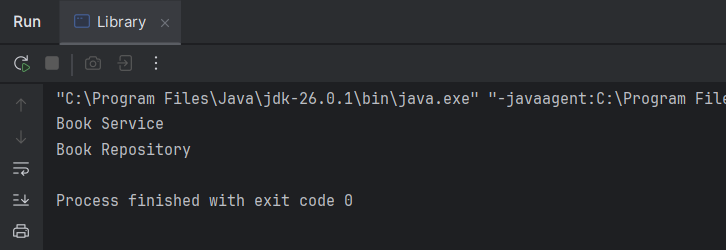 Run Library
"C:\Program Files\Java\jdk-26.0.1\bin\java.exe" "-javaagent:C:\Program File
Book Service
Book Repository
Process finished with exit code 0